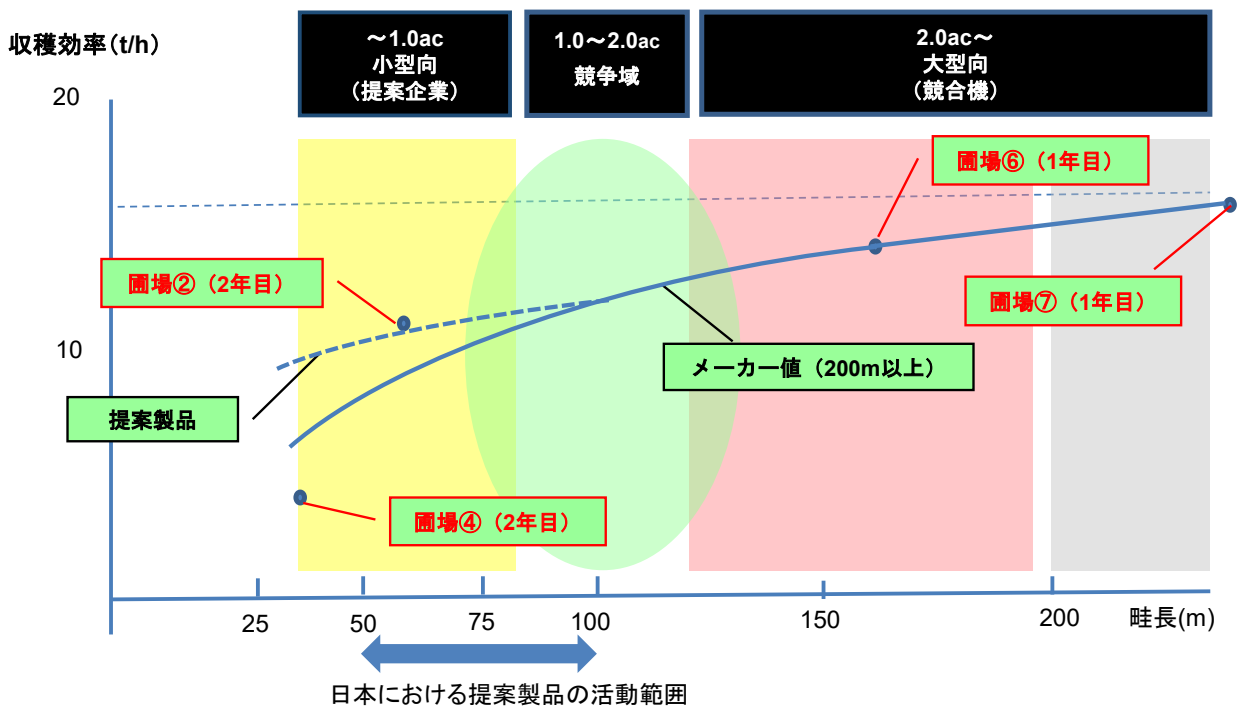 収穫効率(t/h)
～1.0ac
小型向
（提案企業）
1.0～2.0ac
競争域
2.0ac～
大型向
（競合機）
20
10
圃場⑥（1年目）
圃場②（2年目）
圃場⑦（1年目）
メーカー値（200m以上）
提案製品
圃場④（2年目）
25
50
75
100
150
200
畦長(m)
日本における提案製品の活動範囲